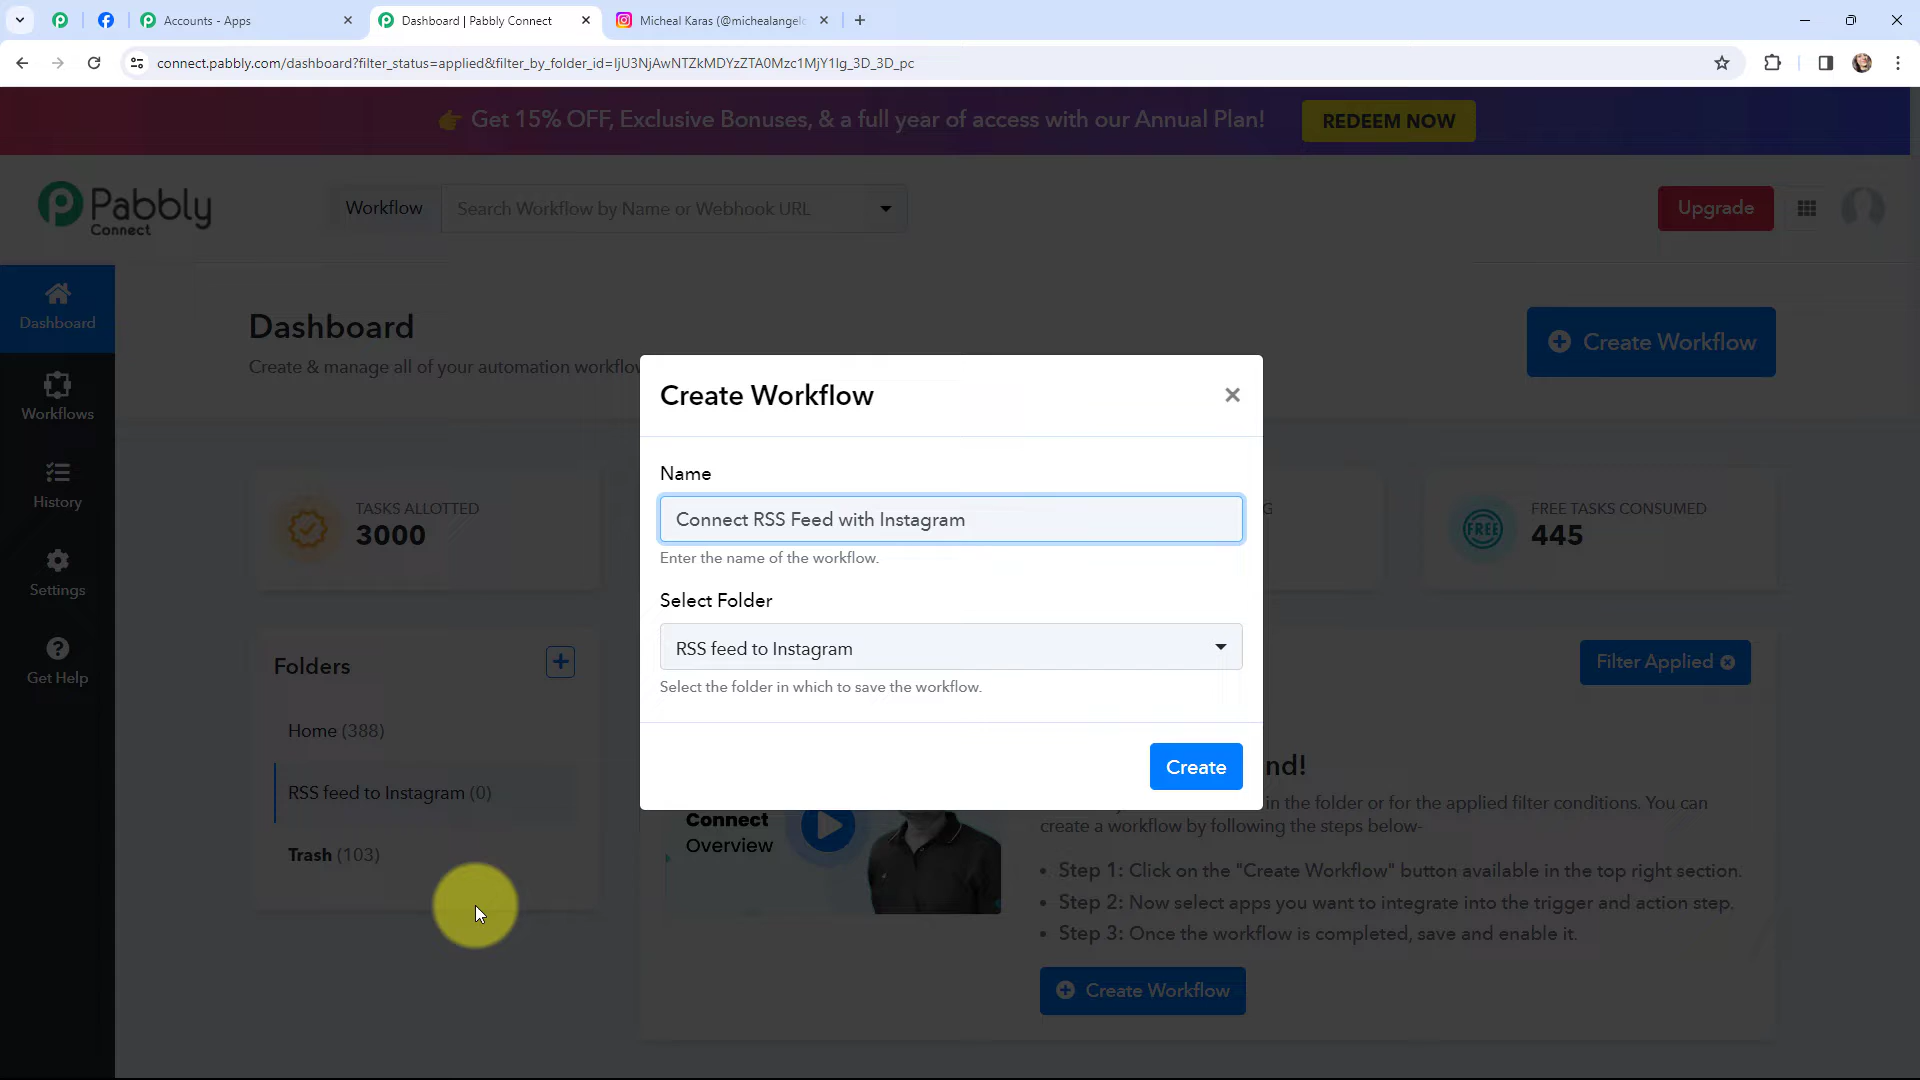 Accounts - Apps
Dashboard | Pabbly Connect
Micheal Karas (@michealangelo
connect.pabbly.com/dashboard?filter_status=applied&filter_by_folder_id=IjU3NjAwNTZkMDYzZTA0Mzc1MjY1Ig_3D_3D_pc
👉 Get 15% OFF, Exclusive Bonuses, & a full year of access with our Annual Plan!
REDEEM NOW
Pabbly
Connect
Workflow
Search Workflow by Name or Webhook URL
Upgrade
Dashboard
Workflows
History
Settings
Get Help
Dashboard
Create & manage all of your automation workflow
Create Workflow
TASKS ALLOTTED
3000
G
FREE
FREE TASKS CONSUMED
445
Folders
Home (388)
RSS feed to Instagram (0)
Trash (103)
Filter Applied
Create Workflow
Name
Connect RSS Feed with Instagram
Enter the name of the workflow.
Select Folder
RSS feed to Instagram
Select the folder in which to save the workflow.
Create
nd!
in the folder or for the applied filter conditions. You can
create a workflow by following the steps below-
Connect
Overview
• Step 1: Click on the "Create Workflow" button available in the top right section.
• Step 2: Now select apps you want to integrate into the trigger and action step.
• Step 3: Once the workflow is completed, save and enable it.
Create Workflow